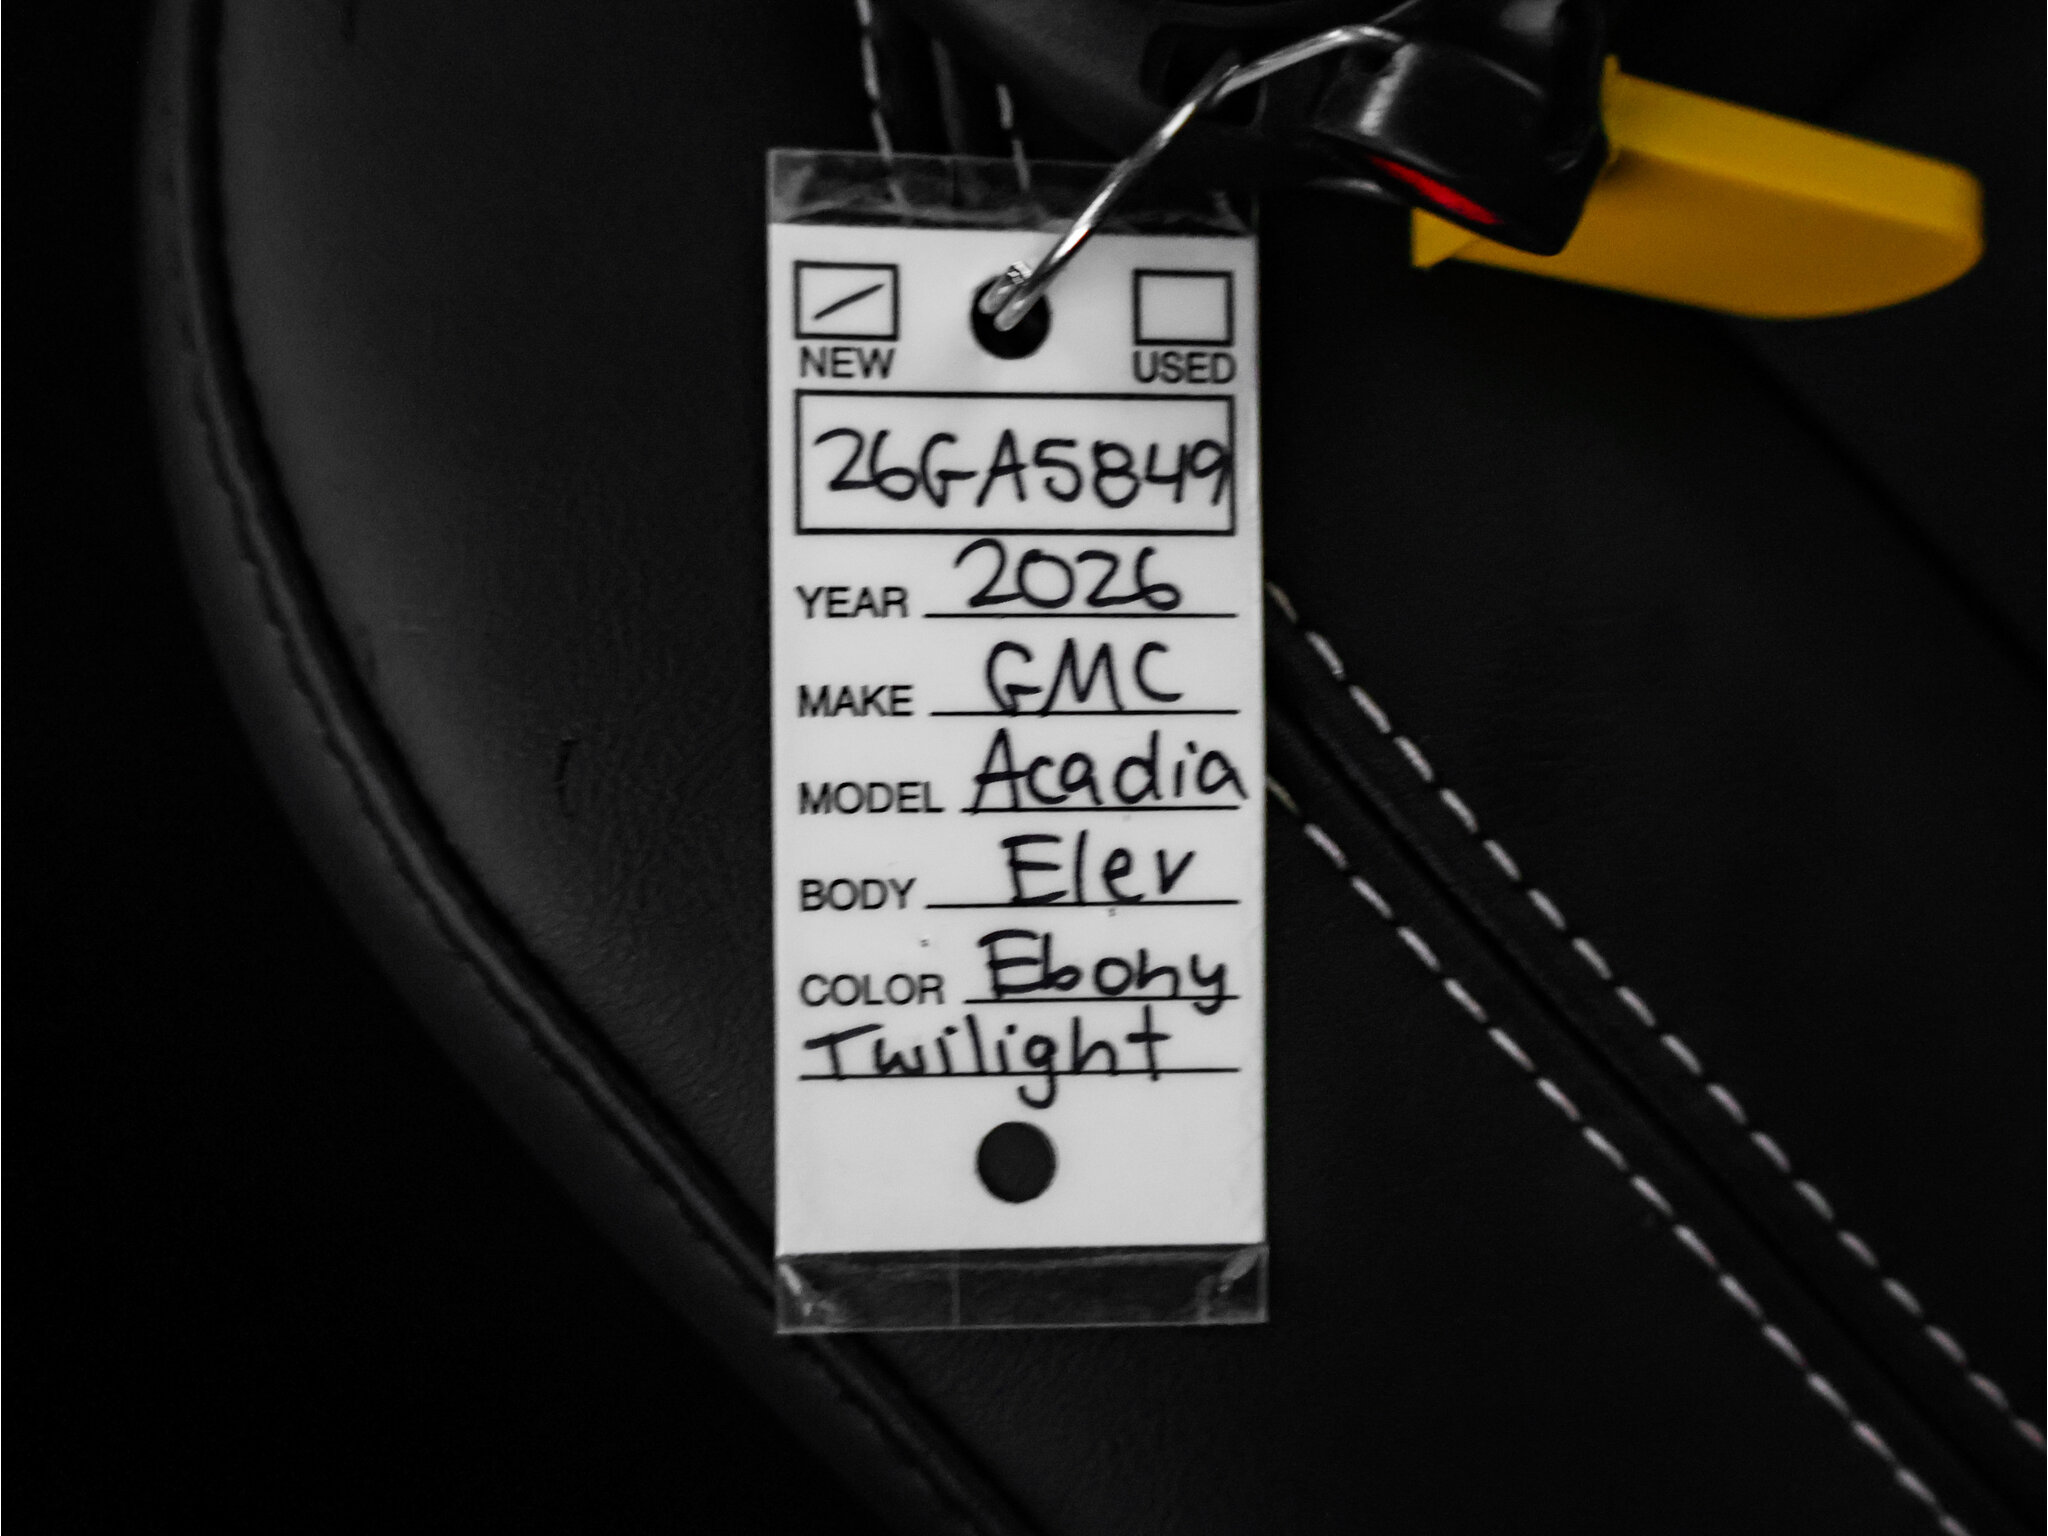 NEW USED
26GA5849
YEAR 2026
MAKE GMC
MODEL Acadia
BODY Elev
COLOR Ebony
Twilight